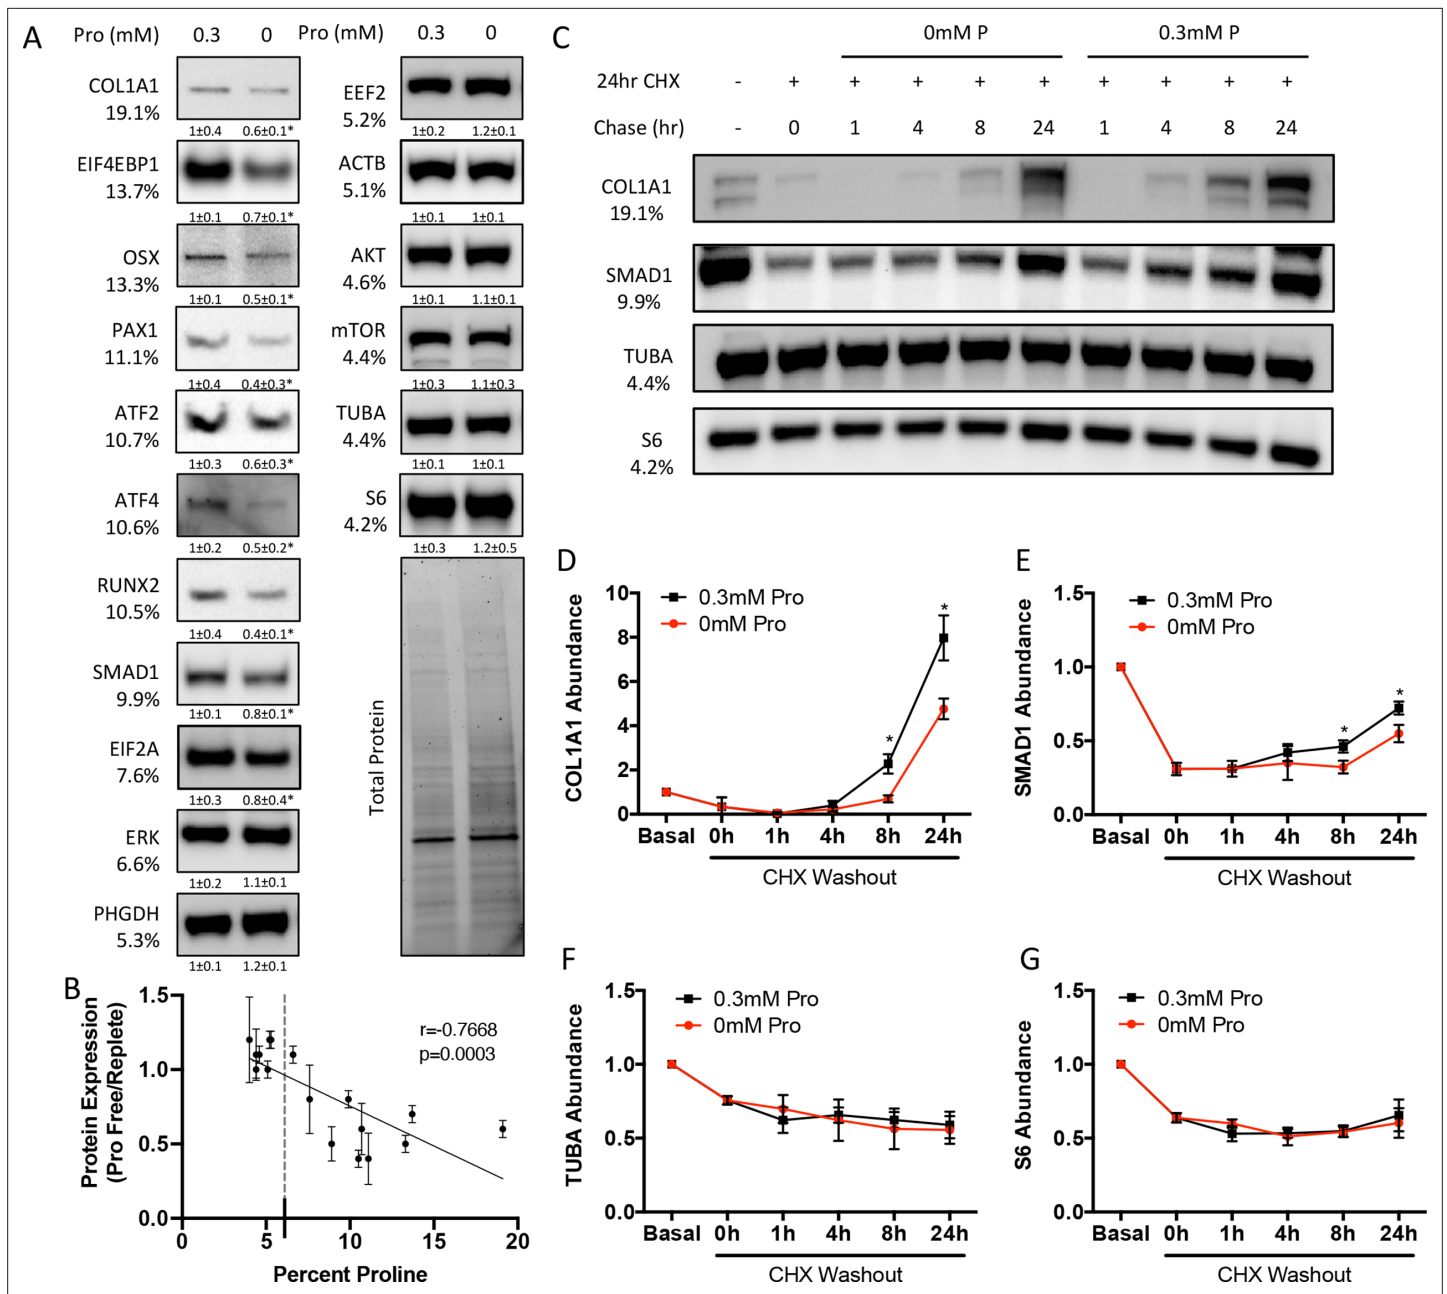 A
Pro (mM) 0.3 0
COL1A1
19.1%
1±0.4 0.6±0.1*
EIF4EBP1
13.7%
1±0.1 0.7±0.1*
OSX
13.3%
1±0.1 0.5±0.1*
PAX1
11.1%
1±0.4 0.4±0.3*
ATF2
10.7%
1±0.3 0.6±0.3*
ATF4
10.6%
1±0.2 0.5±0.2*
RUNX2
10.5%
1±0.4 0.4±0.1*
SMAD1
9.9%
1±0.1 0.8±0.1*
EIF2A
7.6%
1±0.3 0.8±0.4*
ERK
6.6%
1±0.2 1.1±0.1
PHGDH
5.3%
1±0.1 1.2±0.1
Pro (mM) 0.3 0
EEF2
5.2%
1±0.2 1.2±0.1
ACTB
5.1%
1±0.1 1±0.1
AKT
4.6%
1±0.1 1.1±0.1
mTOR
4.4%
1±0.3 1.1±0.3
TUBA
4.4%
1±0.1 1±0.1
S6
4.2%
1±0.3 1.2±0.5
Total Protein
B
Protein Expression
(Pro Free/Replete)
1.5
1.0
0.5
0.0
r=-0.7668
p=0.0003
0 5 10 15 20
Percent Proline
C
0mM P 0.3mM P
24hr CHX - + + + + + + + + +
Chase (hr) - 0 1 4 8 24 1 4 8 24
COL1A1
19.1%
SMAD1
9.9%
TUBA
4.4%
S6
4.2%
D
COL1A1 Abundance
10
8
6
4
2
0
0.3mM Pro
0mM Pro
*
*
Basal 0h 1h 4h 8h 24h
CHX Washout
E
SMAD1 Abundance
1.5
1.0
0.5
0.0
0.3mM Pro
0mM Pro
*
*
Basal 0h 1h 4h 8h 24h
CHX Washout
F
TUBA Abundance
1.5
1.0
0.5
0.0
0.3mM Pro
0mM Pro
Basal 0h 1h 4h 8h 24h
CHX Washout
G
S6 Abundance
1.5
1.0
0.5
0.0
0.3mM Pro
0mM Pro
Basal 0h 1h 4h 8h 24h
CHX Washout